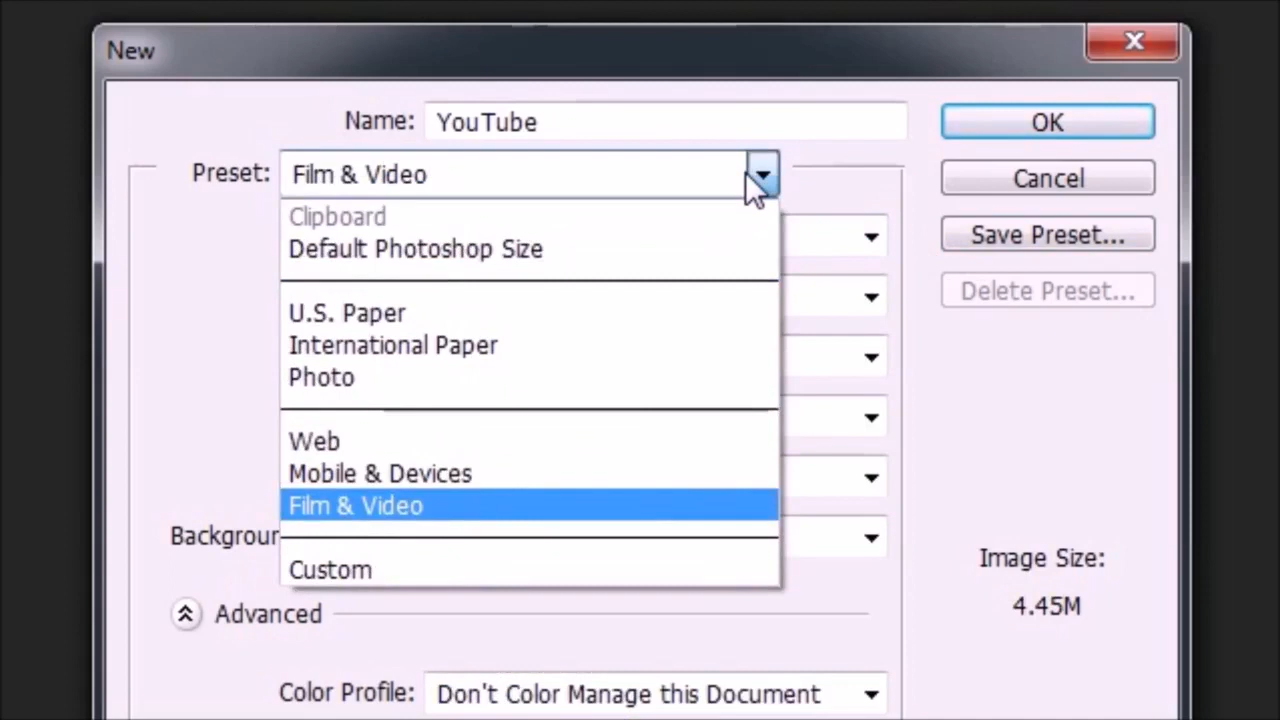 New
Name: YouTube
OK
Preset: Film & Video
Cancel
Clipboard
Default Photoshop Size
Save Preset...
Delete Preset...
U.S. Paper
International Paper
Photo
Web
Mobile & Devices
Film & Video
Backgroun
Custom
Image Size:
4.45M
Advanced
Color Profile: Don't Color Manage this Document